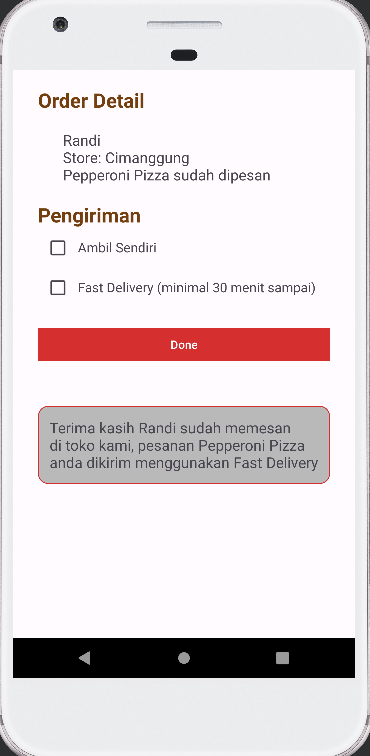 Order Detail
Randi
Store: Cimanggung
Pepperoni Pizza sudah dipesan
Pengiriman
Ambil Sendiri
Fast Delivery (minimal 30 menit sampai)
Done
Terima kasih Randi sudah memesan
di toko kami, pesanan Pepperoni Pizza
anda dikirim menggunakan Fast Delivery